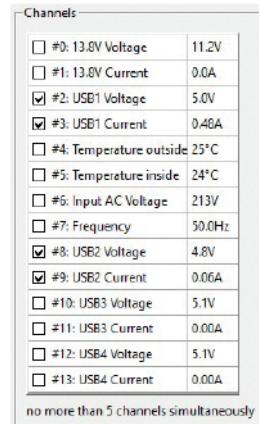 Channels
#0: 13.8V Voltage 11.2V
#1: 13.8V Current 0.0A
#2: USB1 Voltage 5.0V
#3: USB1 Current 0.48A
#4: Temperature outside 25°C
#5: Temperature inside 24°C
#6: Input AC Voltage 213V
#7: Frequency 50.0Hz
#8: USB2 Voltage 4.8V
#9: USB2 Current 0.06A
#10: USB3 Voltage 5.1V
#11: USB3 Current 0.00A
#12: USB4 Voltage 5.1V
#13: USB4 Current 0.00A
no more than 5 channels simultaneously